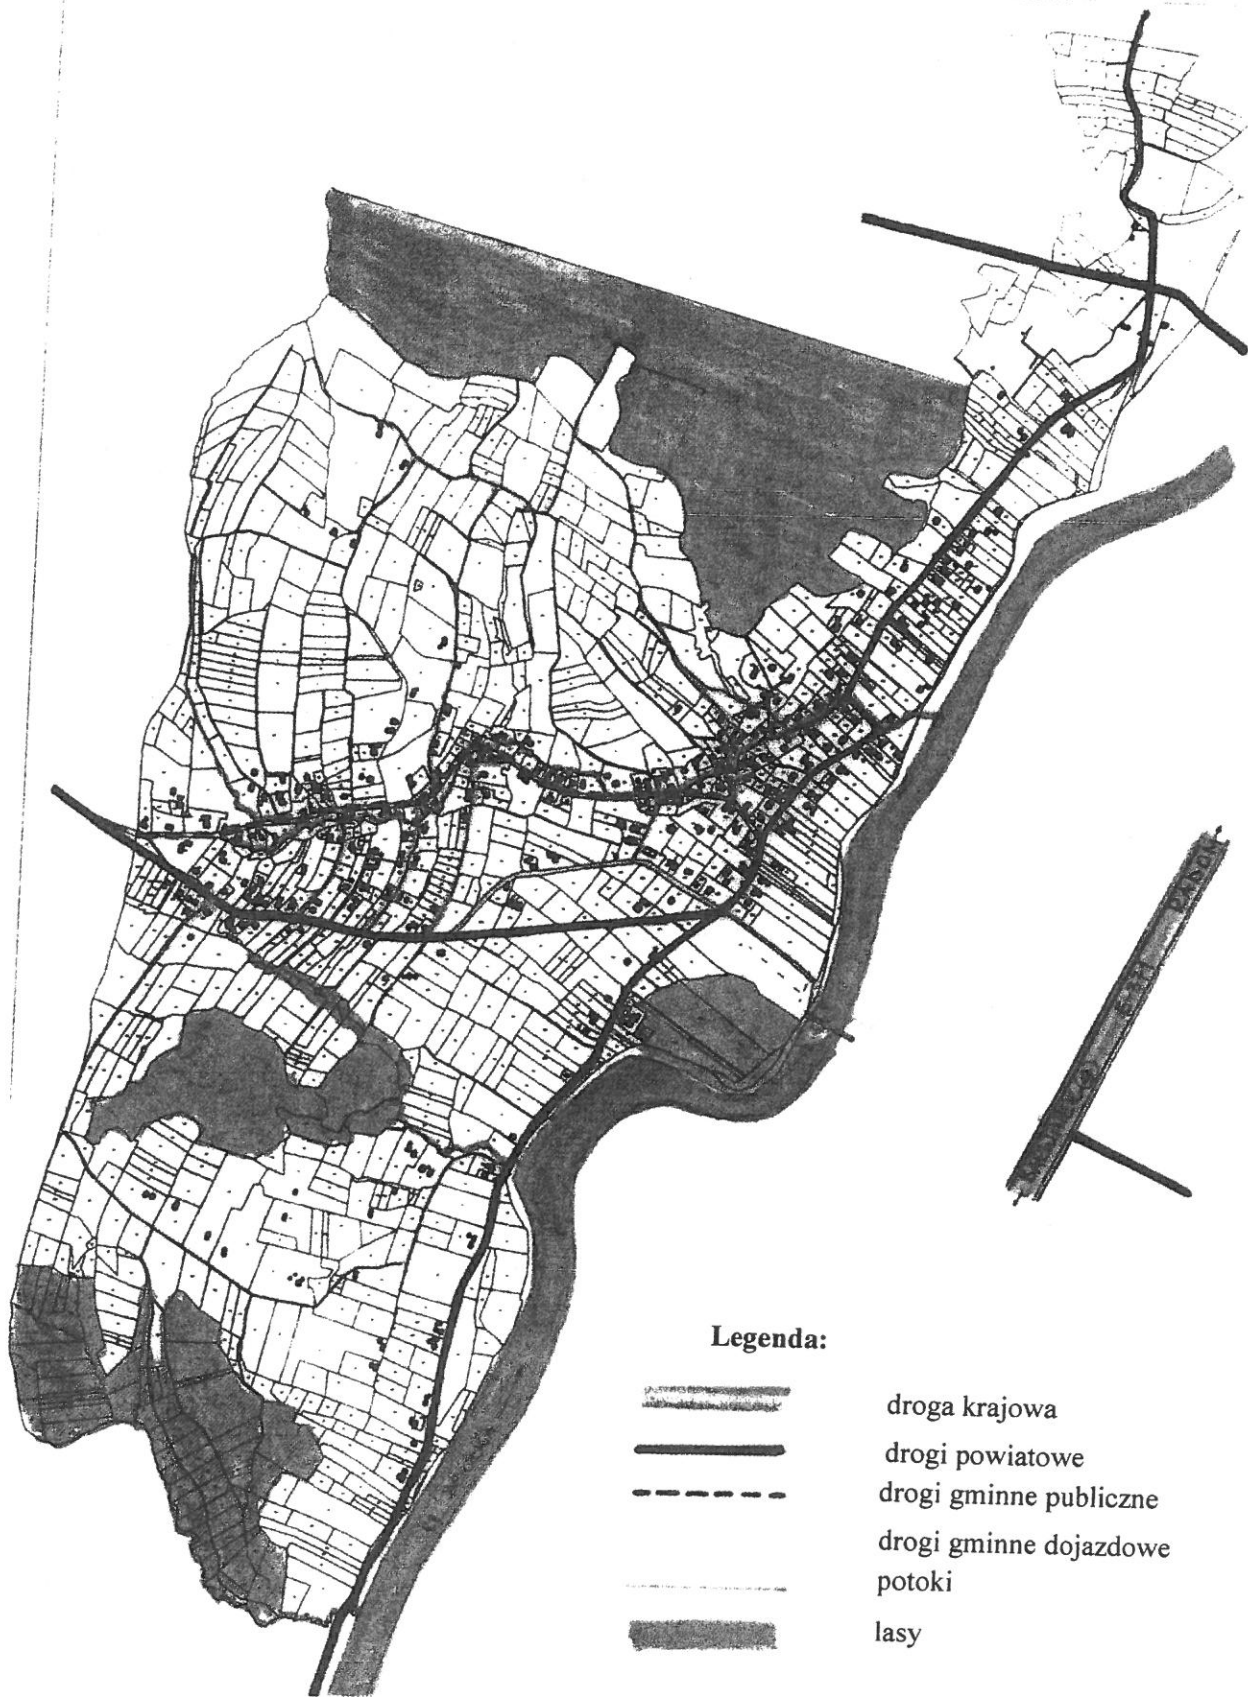 Legenda:
droga krajowa
drogi powiatowe
drogi gminne publiczne
drogi gminne dojazdowe
potoki
lasy